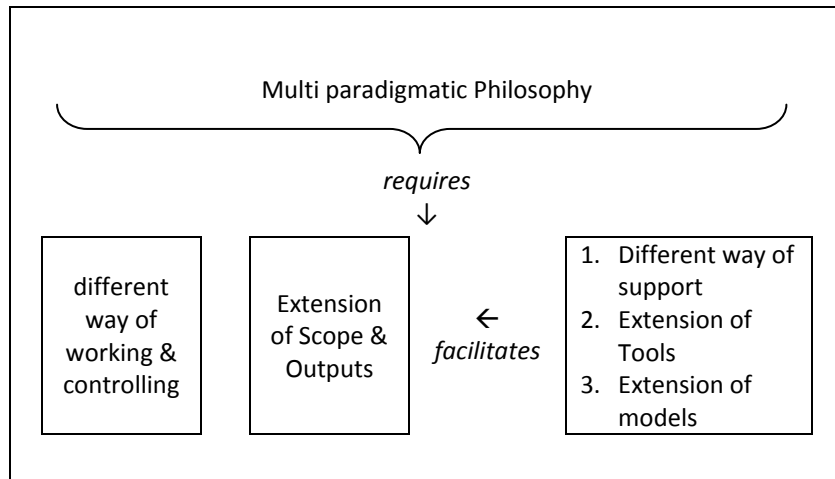 Multi paradigmatic Philosophy
requires
↓
different
way of
working &
controlling
Extension
of Scope &
Outputs
←
facilitates
1. Different way of
support
2. Extension of
Tools
3. Extension of
models